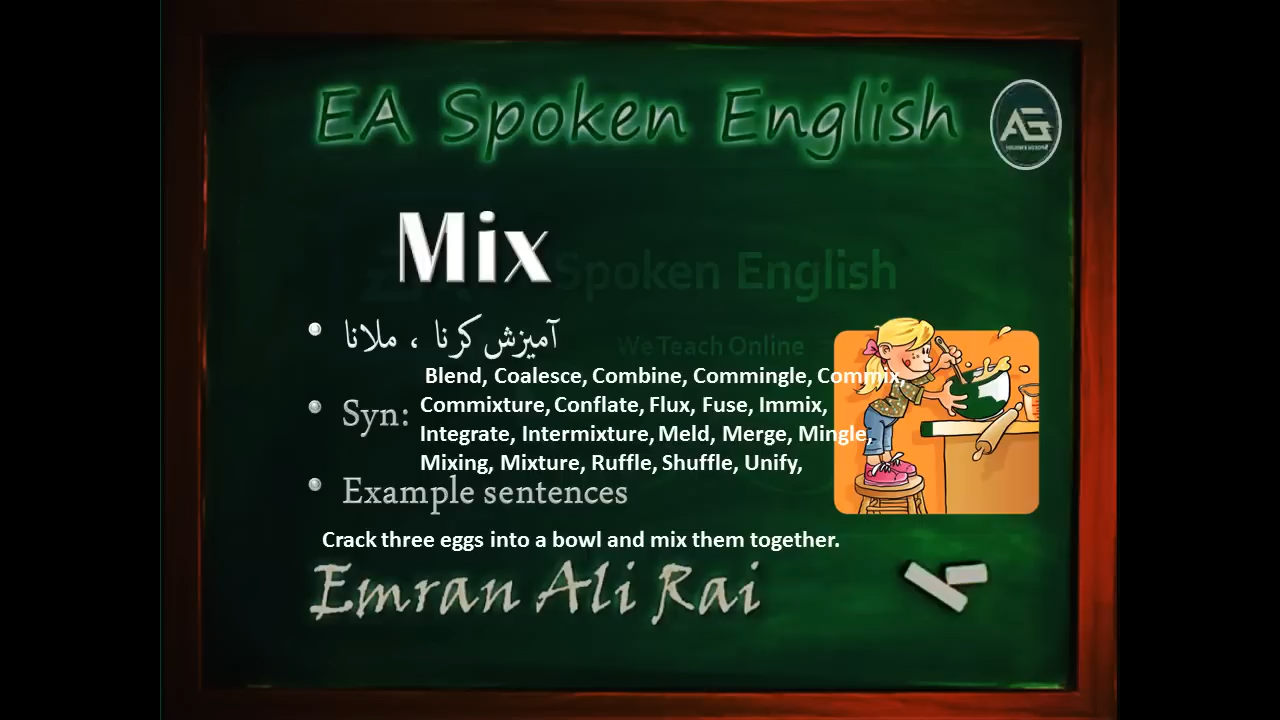 EA Spoken English
Mix
Spoken English
آمیزش کرنا ، ملانا
We Teach Online
Blend, Coalesce, Combine, Commingle, Commix,
Syn: Commixture, Conflate, Flux, Fuse, Immix,
Integrate, Intermixture, Meld, Merge, Mingle,
Mixing, Mixture, Ruffle, Shuffle, Unify,
Example sentences
Crack three eggs into a bowl and mix them together.
Emran Ali Rai